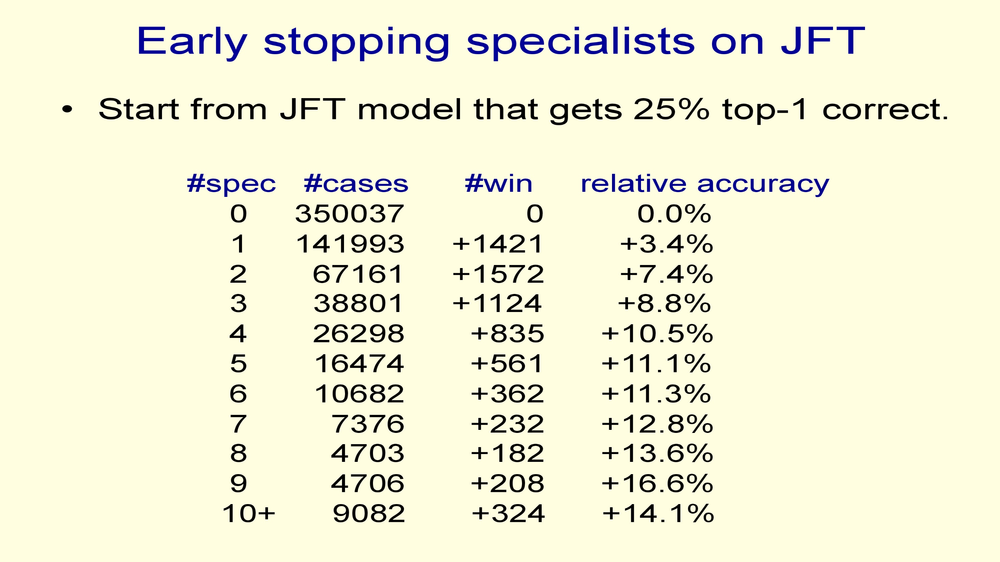 Early stopping specialists on JFT
• Start from JFT model that gets 25% top-1 correct.
#spec #cases #win relative accuracy
0 350037 0 0.0%
1 141993 +1421 +3.4%
2 67161 +1572 +7.4%
3 38801 +1124 +8.8%
4 26298 +835 +10.5%
5 16474 +561 +11.1%
6 10682 +362 +11.3%
7 7376 +232 +12.8%
8 4703 +182 +13.6%
9 4706 +208 +16.6%
10+ 9082 +324 +14.1%